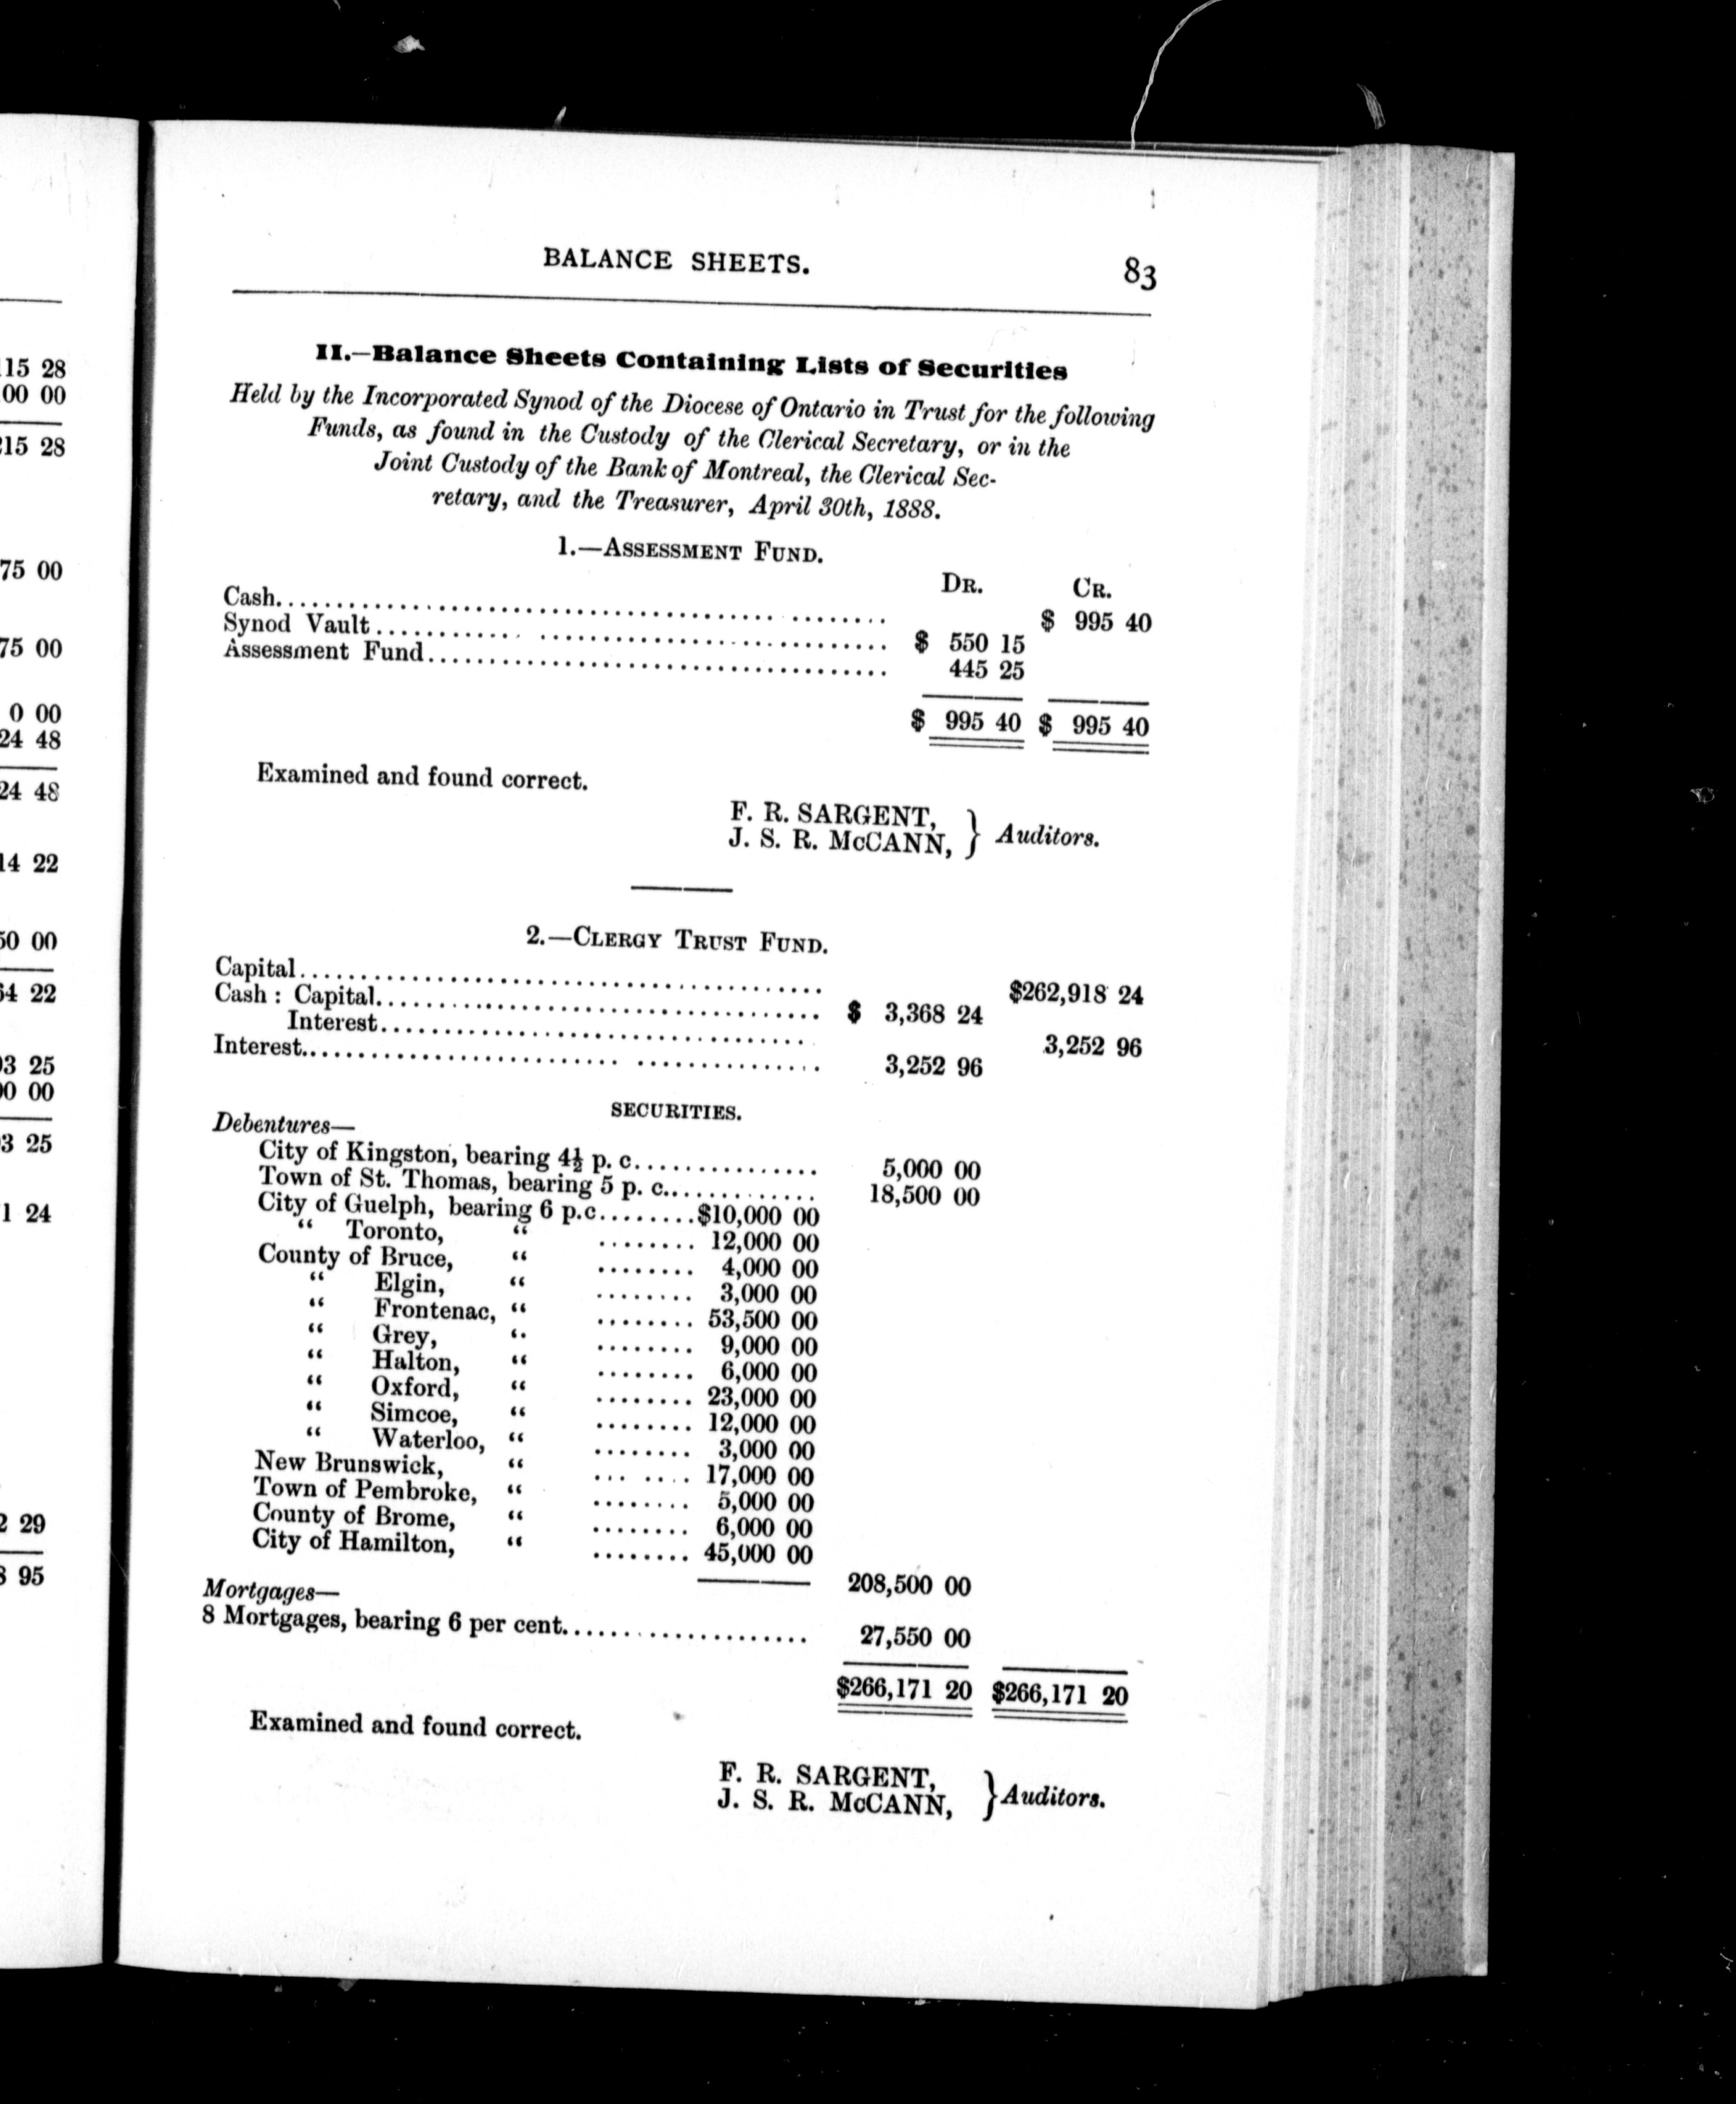 BALANCE SHEETS. 83
II.—Balance Sheets Containing Lists of Securities
Held by the Incorporated Synod of the Diocese of Ontario in Trust for the following
Funds, as found in the Custody of the Clerical Secretary, or in the
Joint Custody of the Bank of Montreal, the Clerical Sec-
retary, and the Treasurer, April 30th, 1888.
1.—ASSESSMENT FUND.
DR. CR.
Cash........ $ 995 40
Synod Vault........ $ 550 15
Assessment Fund........ 445 25
$ 995 40 $ 995 40
Examined and found correct.
F. R. SARGENT,
J. S. R. McCANN, } Auditors.
2.—CLERGY TRUST FUND.
Capital........ $262,918 24
Cash : Capital........ $ 3,368 24
Interest........ 3,252 96
Interest........ 3,252 96
SECURITIES.
Debentures—
City of Kingston, bearing 4½ p. c........ 5,000 00
Town of St. Thomas, bearing 5 p. c........ 18,500 00
City of Guelph, bearing 6 p.c........ $10,000 00
“ Toronto, “ ........ 12,000 00
County of Bruce, “ ........ 4,000 00
“ Elgin, “ ........ 3,000 00
“ Frontenac, “ ........ 53,500 00
“ Grey, “ ........ 9,000 00
“ Halton, “ ........ 6,000 00
“ Oxford, “ ........ 23,000 00
“ Simcoe, “ ........ 12,000 00
“ Waterloo, “ ........ 3,000 00
New Brunswick, “ ........ 17,000 00
Town of Pembroke, “ ........ 5,000 00
County of Brome, “ ........ 6,000 00
City of Hamilton, “ ........ 45,000 00
208,500 00
Mortgages—
8 Mortgages, bearing 6 per cent........ 27,550 00
$266,171 20 $266,171 20
Examined and found correct.
F. R. SARGENT,
J. S. R. McCANN, } Auditors.